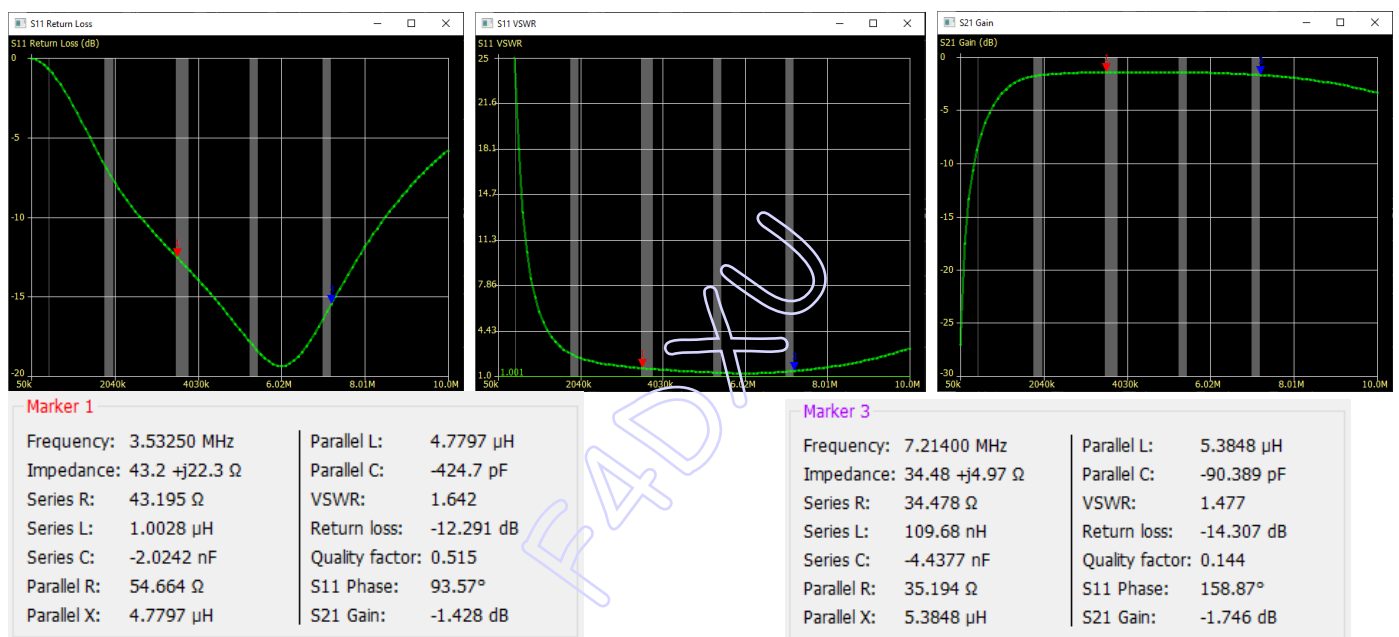 S11 Return Loss
S11 Return Loss (dB)
0
-5
-10
-15
-20
50k 2040k 4030k 6.02M 8.01M 10.0M
S11 VSWR
S11 VSWR
25
21.6
18.1
14.7
11.3
7.86
4.43
1.0 1.001
50k 2040k 4030k 6.02M 8.01M 10.0M
S21 Gain
S21 Gain (dB)
0
-5
-10
-15
-20
-25
-30
50k 2040k 4030k 6.02M 8.01M 10.0M
Marker 1
Frequency: 3.53250 MHz
Impedance: 43.2 +j22.3 Ω
Series R: 43.195 Ω
Series L: 1.0028 µH
Series C: -2.0242 nF
Parallel R: 54.664 Ω
Parallel X: 4.7797 µH
Parallel L: 4.7797 µH
Parallel C: -424.7 pF
VSWR: 1.642
Return loss: -12.291 dB
Quality factor: 0.515
S11 Phase: 93.57°
S21 Gain: -1.428 dB
Marker 3
Frequency: 7.21400 MHz
Impedance: 34.48 +j4.97 Ω
Series R: 34.478 Ω
Series L: 109.68 nH
Series C: -4.4377 nF
Parallel R: 35.194 Ω
Parallel X: 5.3848 µH
Parallel L: 5.3848 µH
Parallel C: -90.389 pF
VSWR: 1.477
Return loss: -14.307 dB
Quality factor: 0.144
S11 Phase: 158.87°
S21 Gain: -1.746 dB